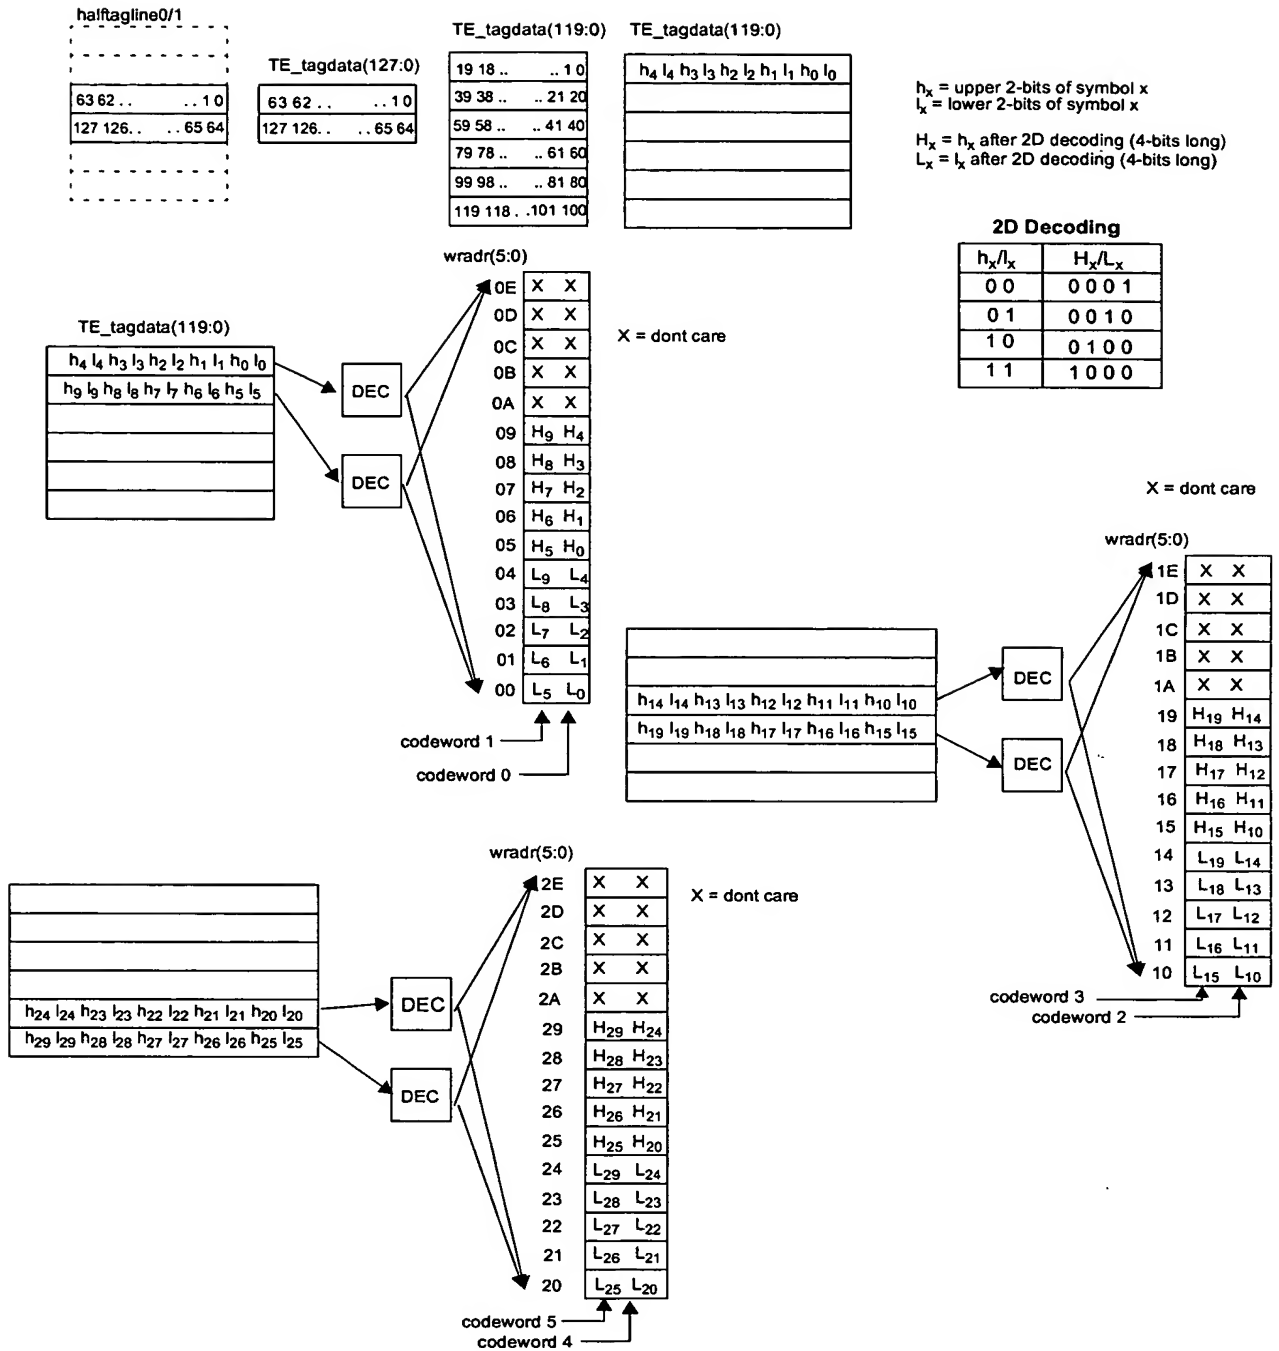 halftagline0/1
63 62 . . . . 1 0
127 126. . . . 65 64
TE_tagdata(127:0)
63 62 . . . . 1 0
127 126. . . . 65 64
TE_tagdata(119:0)
19 18 .. .. 1 0
39 38 .. .. 21 20
59 58 .. .. 41 40
79 78 .. .. 61 60
99 98 .. .. 81 80
119 118 . . 101 100
TE_tagdata(119:0)
h4 l4 h3 l3 h2 l2 h1 l1 h0 l0
hx = upper 2-bits of symbol x
lx = lower 2-bits of symbol x
Hx = hx after 2D decoding (4-bits long)
Lx = lx after 2D decoding (4-bits long)
2D Decoding
hx/lx Hx/Lx
0 0 0 0 0 1
0 1 0 0 1 0
1 0 0 1 0 0
1 1 1 0 0 0
TE_tagdata(119:0)
h4 l4 h3 l3 h2 l2 h1 l1 h0 l0
h9 l9 h8 l8 h7 l7 h6 l6 h5 l5
DEC
DEC
wradr(5:0)
0E X X
0D X X
0C X X
0B X X
0A X X
09 H9 H4
08 H8 H3
07 H7 H2
06 H6 H1
05 H5 H0
04 L9 L4
03 L8 L3
02 L7 L2
01 L6 L1
00 L5 L0
X = dont care
codeword 1
codeword 0
h14 l14 h13 l13 h12 l12 h11 l11 h10 l10
h19 l19 h18 l18 h17 l17 h16 l16 h15 l15
DEC
DEC
X = dont care
wradr(5:0)
1E X X
1D X X
1C X X
1B X X
1A X X
19 H19 H14
18 H18 H13
17 H17 H12
16 H16 H11
15 H15 H10
14 L19 L14
13 L18 L13
12 L17 L12
11 L16 L11
10 L15 L10
codeword 3
codeword 2
h24 l24 h23 l23 h22 l22 h21 l21 h20 l20
h29 l29 h28 l28 h27 l27 h26 l26 h25 l25
DEC
DEC
wradr(5:0)
2E X X
2D X X
2C X X
2B X X
2A X X
29 H29 H24
28 H28 H23
27 H27 H22
26 H26 H21
25 H25 H20
24 L29 L24
23 L28 L23
22 L27 L22
21 L26 L21
20 L25 L20
X = dont care
codeword 5
codeword 4